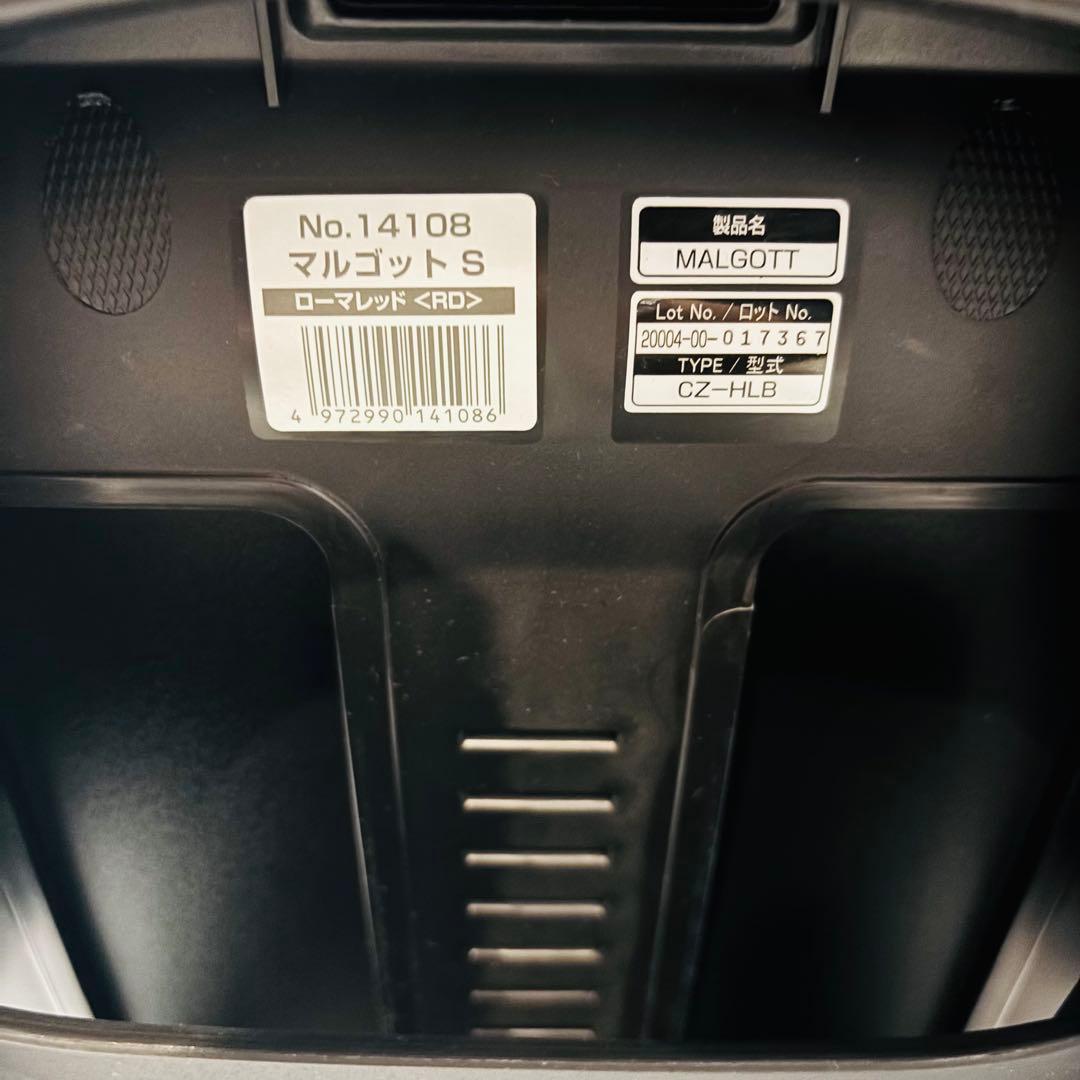 No.14108
マルゴット S
ローマレッド <RD>
4 972990 141086
製品名
MALGOTT
Lot No. / ロット No.
20004-00-017367
TYPE / 型式
CZ-HLB